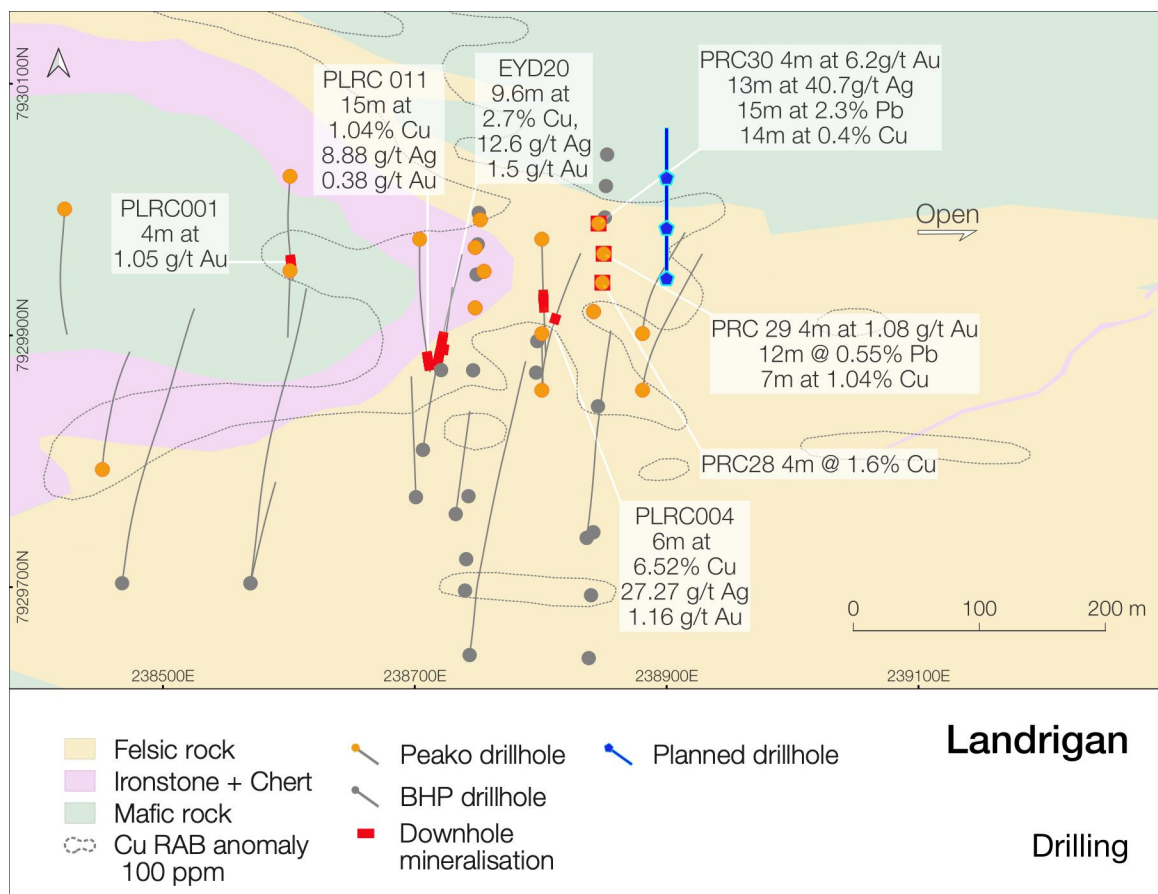 7930100N
7929900N
7929700N
PLRC001
4m at
1.05 g/t Au
PLRC 011
15m at
1.04% Cu
8.88 g/t Ag
0.38 g/t Au
EYD20
9.6m at
2.7% Cu,
12.6 g/t Ag
1.5 g/t Au
PRC30 4m at 6.2g/t Au
13m at 40.7g/t Ag
15m at 2.3% Pb
14m at 0.4% Cu
Open
PRC 29 4m at 1.08 g/t Au
12m @ 0.55% Pb
7m at 1.04% Cu
PRC28 4m @ 1.6% Cu
PLRC004
6m at
6.52% Cu
27.27 g/t Ag
1.16 g/t Au
0 100 200 m
238500E 238700E 238900E 239100E
Felsic rock
Ironstone + Chert
Mafic rock
Cu RAB anomaly
100 ppm
Peako drillhole
BHP drillhole
Downhole
mineralisation
Planned drillhole
Landrigan
Drilling